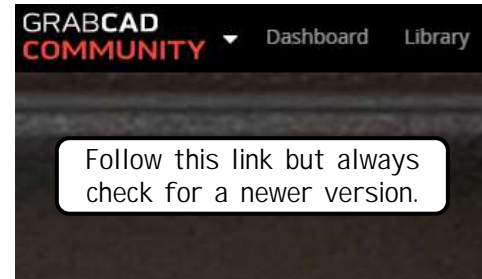 GRABCAD
COMMUNITY
Dashboard Library
Follow this link but always
check for a newer version.